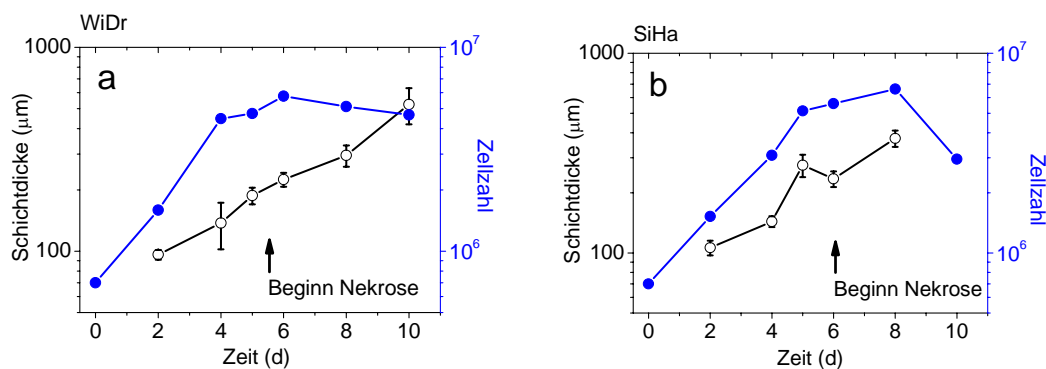 WiDr
a
1000
100
Schichtdicke (μm)
10^7
10^6
Zellzahl
Beginn Nekrose
0 2 4 6 8 10
Zeit (d)
SiHa
b
1000
100
Schichtdicke (μm)
10^7
10^6
Zellzahl
Beginn Nekrose
0 2 4 6 8 10
Zeit (d)